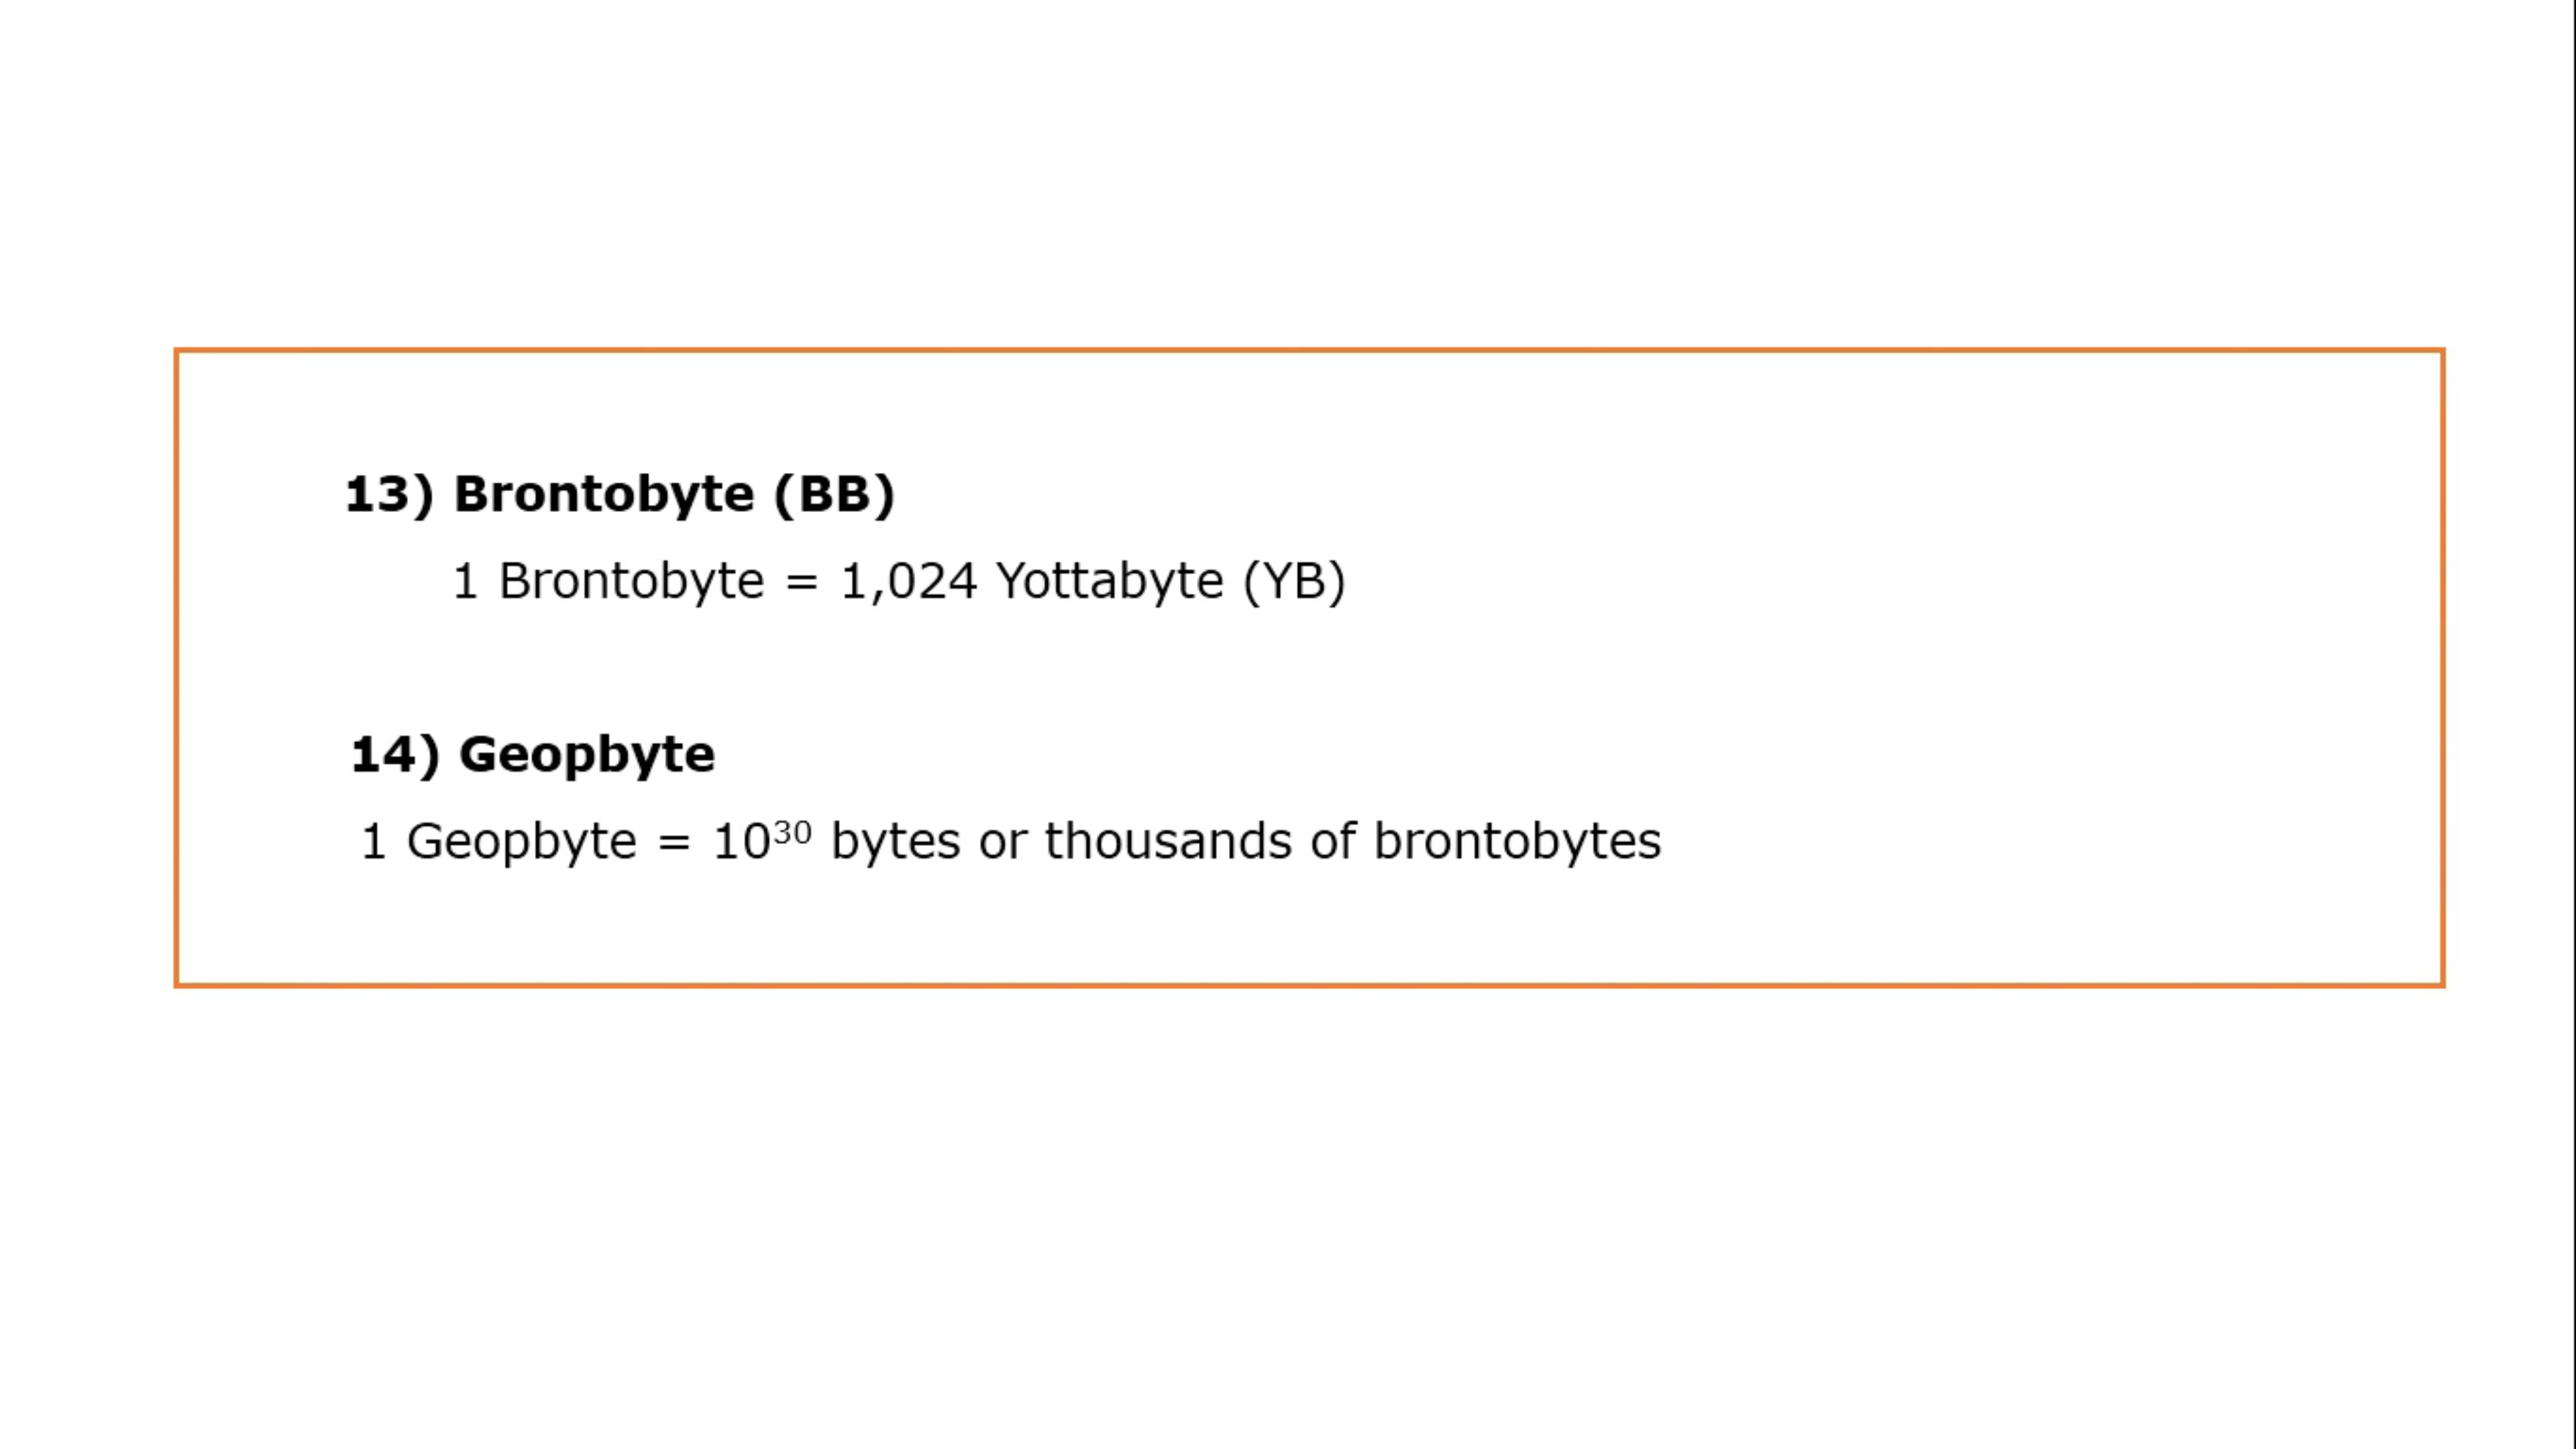 13) Brontobyte (BB)
1 Brontobyte = 1,024 Yottabyte (YB)
14) Geopbyte
1 Geopbyte = 10³⁰ bytes or thousands of brontobytes